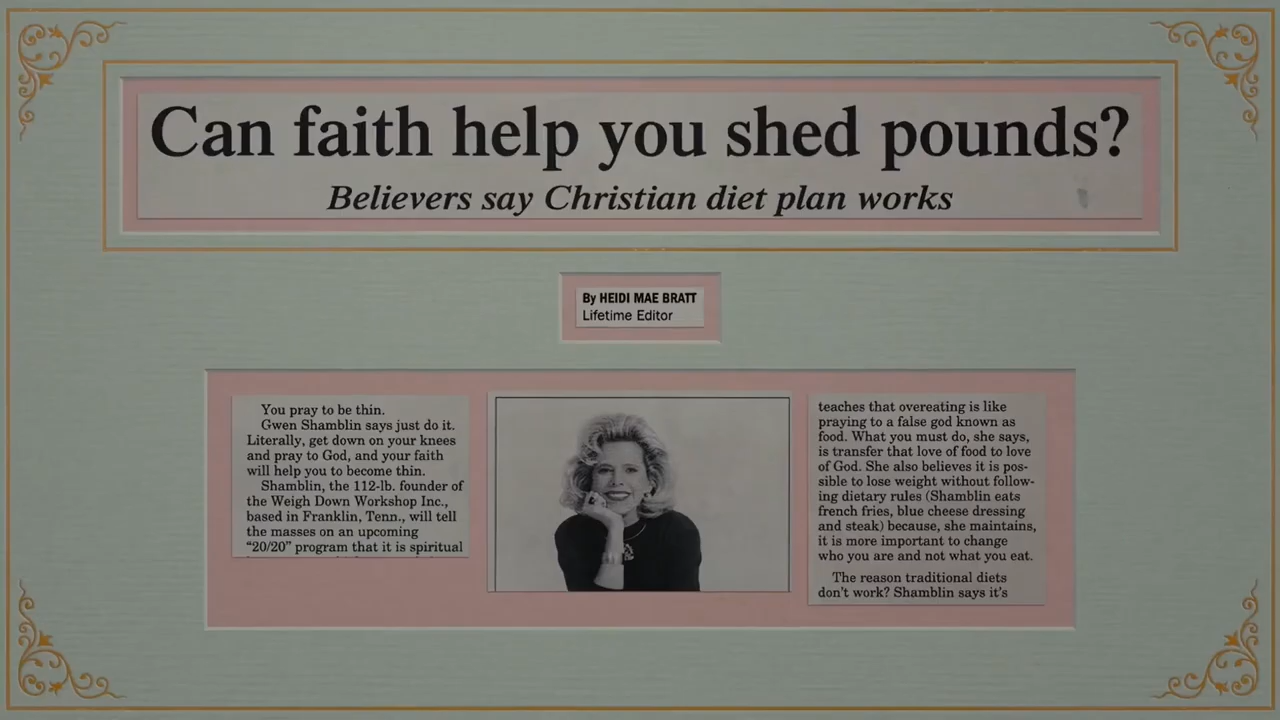 Can faith help you shed pounds?
Believers say Christian diet plan works
By HEIDI MAE BRATT
Lifetime Editor
You pray to be thin.
Gwen Shamblin says just do it.
Literally, get down on your knees
and pray to God, and your faith
will help you to become thin.
Shamblin, the 112-lb. founder of
the Weigh Down Workshop Inc.,
based in Franklin, Tenn., will tell
the masses on an upcoming
“20/20” program that it is spiritual
teaches that overeating is like
praying to a false god known as
food. What you must do, she says,
is transfer that love of food to love
of God. She also believes it is pos-
sible to lose weight without follow-
ing dietary rules (Shamblin eats
french fries, blue cheese dressing
and steak) because, she maintains,
it is more important to change
who you are and not what you eat.
The reason traditional diets
don't work? Shamblin says it's